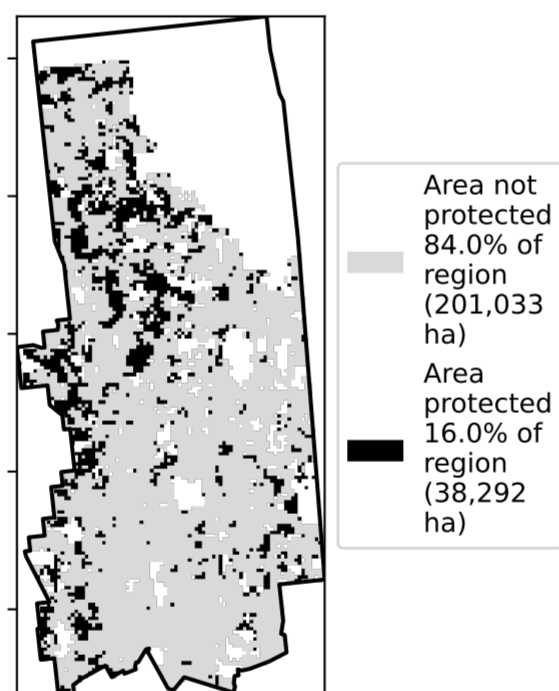 Area not
protected
84.0% of
region
(201,033
ha)
Area
protected
16.0% of
region
(38,292
ha)